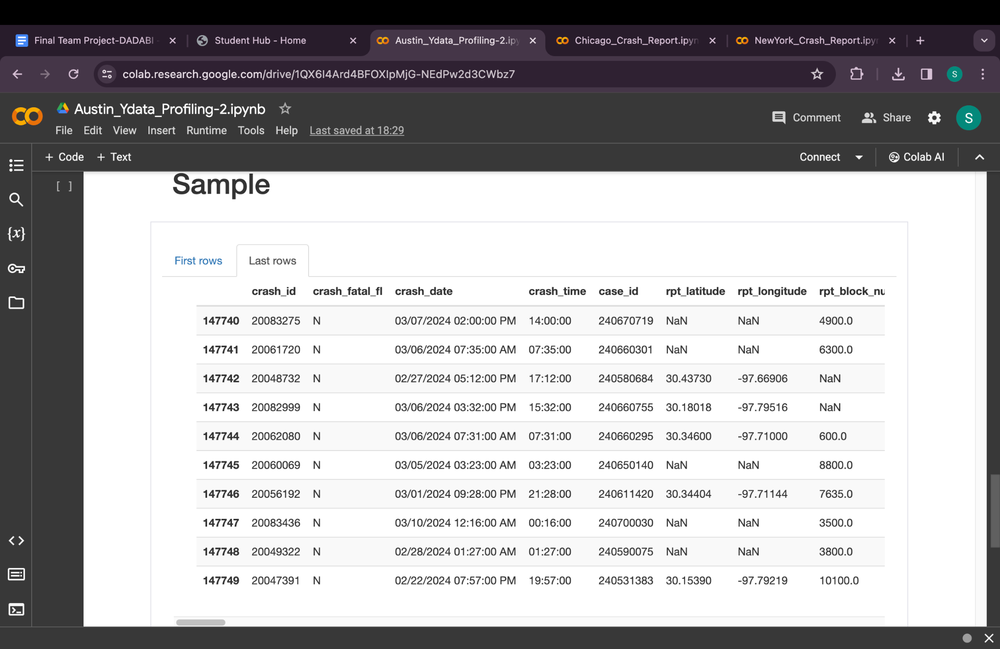 Final Team Project-DADABI
Student Hub - Home
Austin_Ydata_Profiling-2.ipy
Chicago_Crash_Report.ipyn
NewYork_Crash_Report.ipyn
colab.research.google.com/drive/1QX6I4Ard4BFOXIpMjG-NEdPw2d3CWbz7
S
Austin_Ydata_Profiling-2.ipynb
Comment
Share
S
File Edit View Insert Runtime Tools Help Last saved at 18:29
+ Code + Text
Connect
Colab AI
[ ]
Sample
{x}
First rows
Last rows
crash_id crash_fatal_fl crash_date crash_time case_id rpt_latitude rpt_longitude rpt_block_nu
147740 20083275 N 03/07/2024 02:00:00 PM 14:00:00 240670719 NaN NaN 4900.0
147741 20061720 N 03/06/2024 07:35:00 AM 07:35:00 240660301 NaN NaN 6300.0
147742 20048732 N 02/27/2024 05:12:00 PM 17:12:00 240580684 30.43730 -97.66906 NaN
147743 20082999 N 03/06/2024 03:32:00 PM 15:32:00 240660755 30.18018 -97.79516 NaN
147744 20062080 N 03/06/2024 07:31:00 AM 07:31:00 240660295 30.34600 -97.71000 600.0
147745 20060069 N 03/05/2024 03:23:00 AM 03:23:00 240650140 NaN NaN 8800.0
147746 20056192 N 03/01/2024 09:28:00 PM 21:28:00 240611420 30.34404 -97.71144 7635.0
147747 20083436 N 03/10/2024 12:16:00 AM 00:16:00 240700030 NaN NaN 3500.0
147748 20049322 N 02/28/2024 01:27:00 AM 01:27:00 240590075 NaN NaN 3800.0
147749 20047391 N 02/22/2024 07:57:00 PM 19:57:00 240531383 30.15390 -97.79219 10100.0